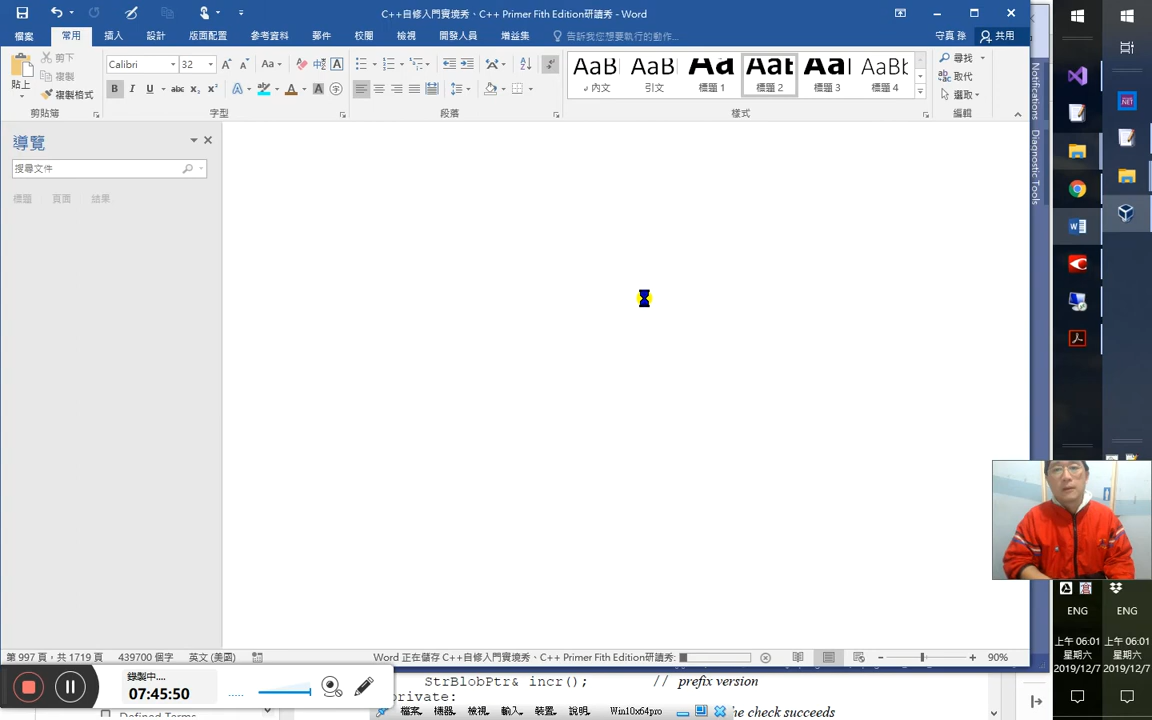 C++自修入門實境秀、C++ Primer Fith Edition研讀秀 - Word
檔案 常用 插入 設計 版面配置 參考資料 郵件 校閱 檢視 開發人員 增益集 告訴我您想要執行的動作... 守真 孫 共用
貼上 剪下 複製 複製格式
Calibri 32
AaB AaB Aa AaB AaB AaBb
內文 引文 標題 1 標題 2 標題 3 標題 4
尋找 取代 選取
剪貼簿 字型 段落 樣式 編輯
導覽
搜尋文件
標題 頁面 結果
Notifications
Diagnostic Tools
第 997 頁，共 1719 頁 439700 個字 英文 (美國) Word 正在儲存 C++自修入門實境秀、C++ Primer Fith Edition研讀秀: 90%
錄製中....
07:45:50
StrBlobPtr& incr(); // prefix version
private:
he check succeeds
檔案, 機器, 檢視, 輸入, 裝置, 說明, Win10x64pro
Defined Terms
ENG ENG
上午 06:01 上午 06:01
星期六 星期六
2019/12/7 2019/12/7